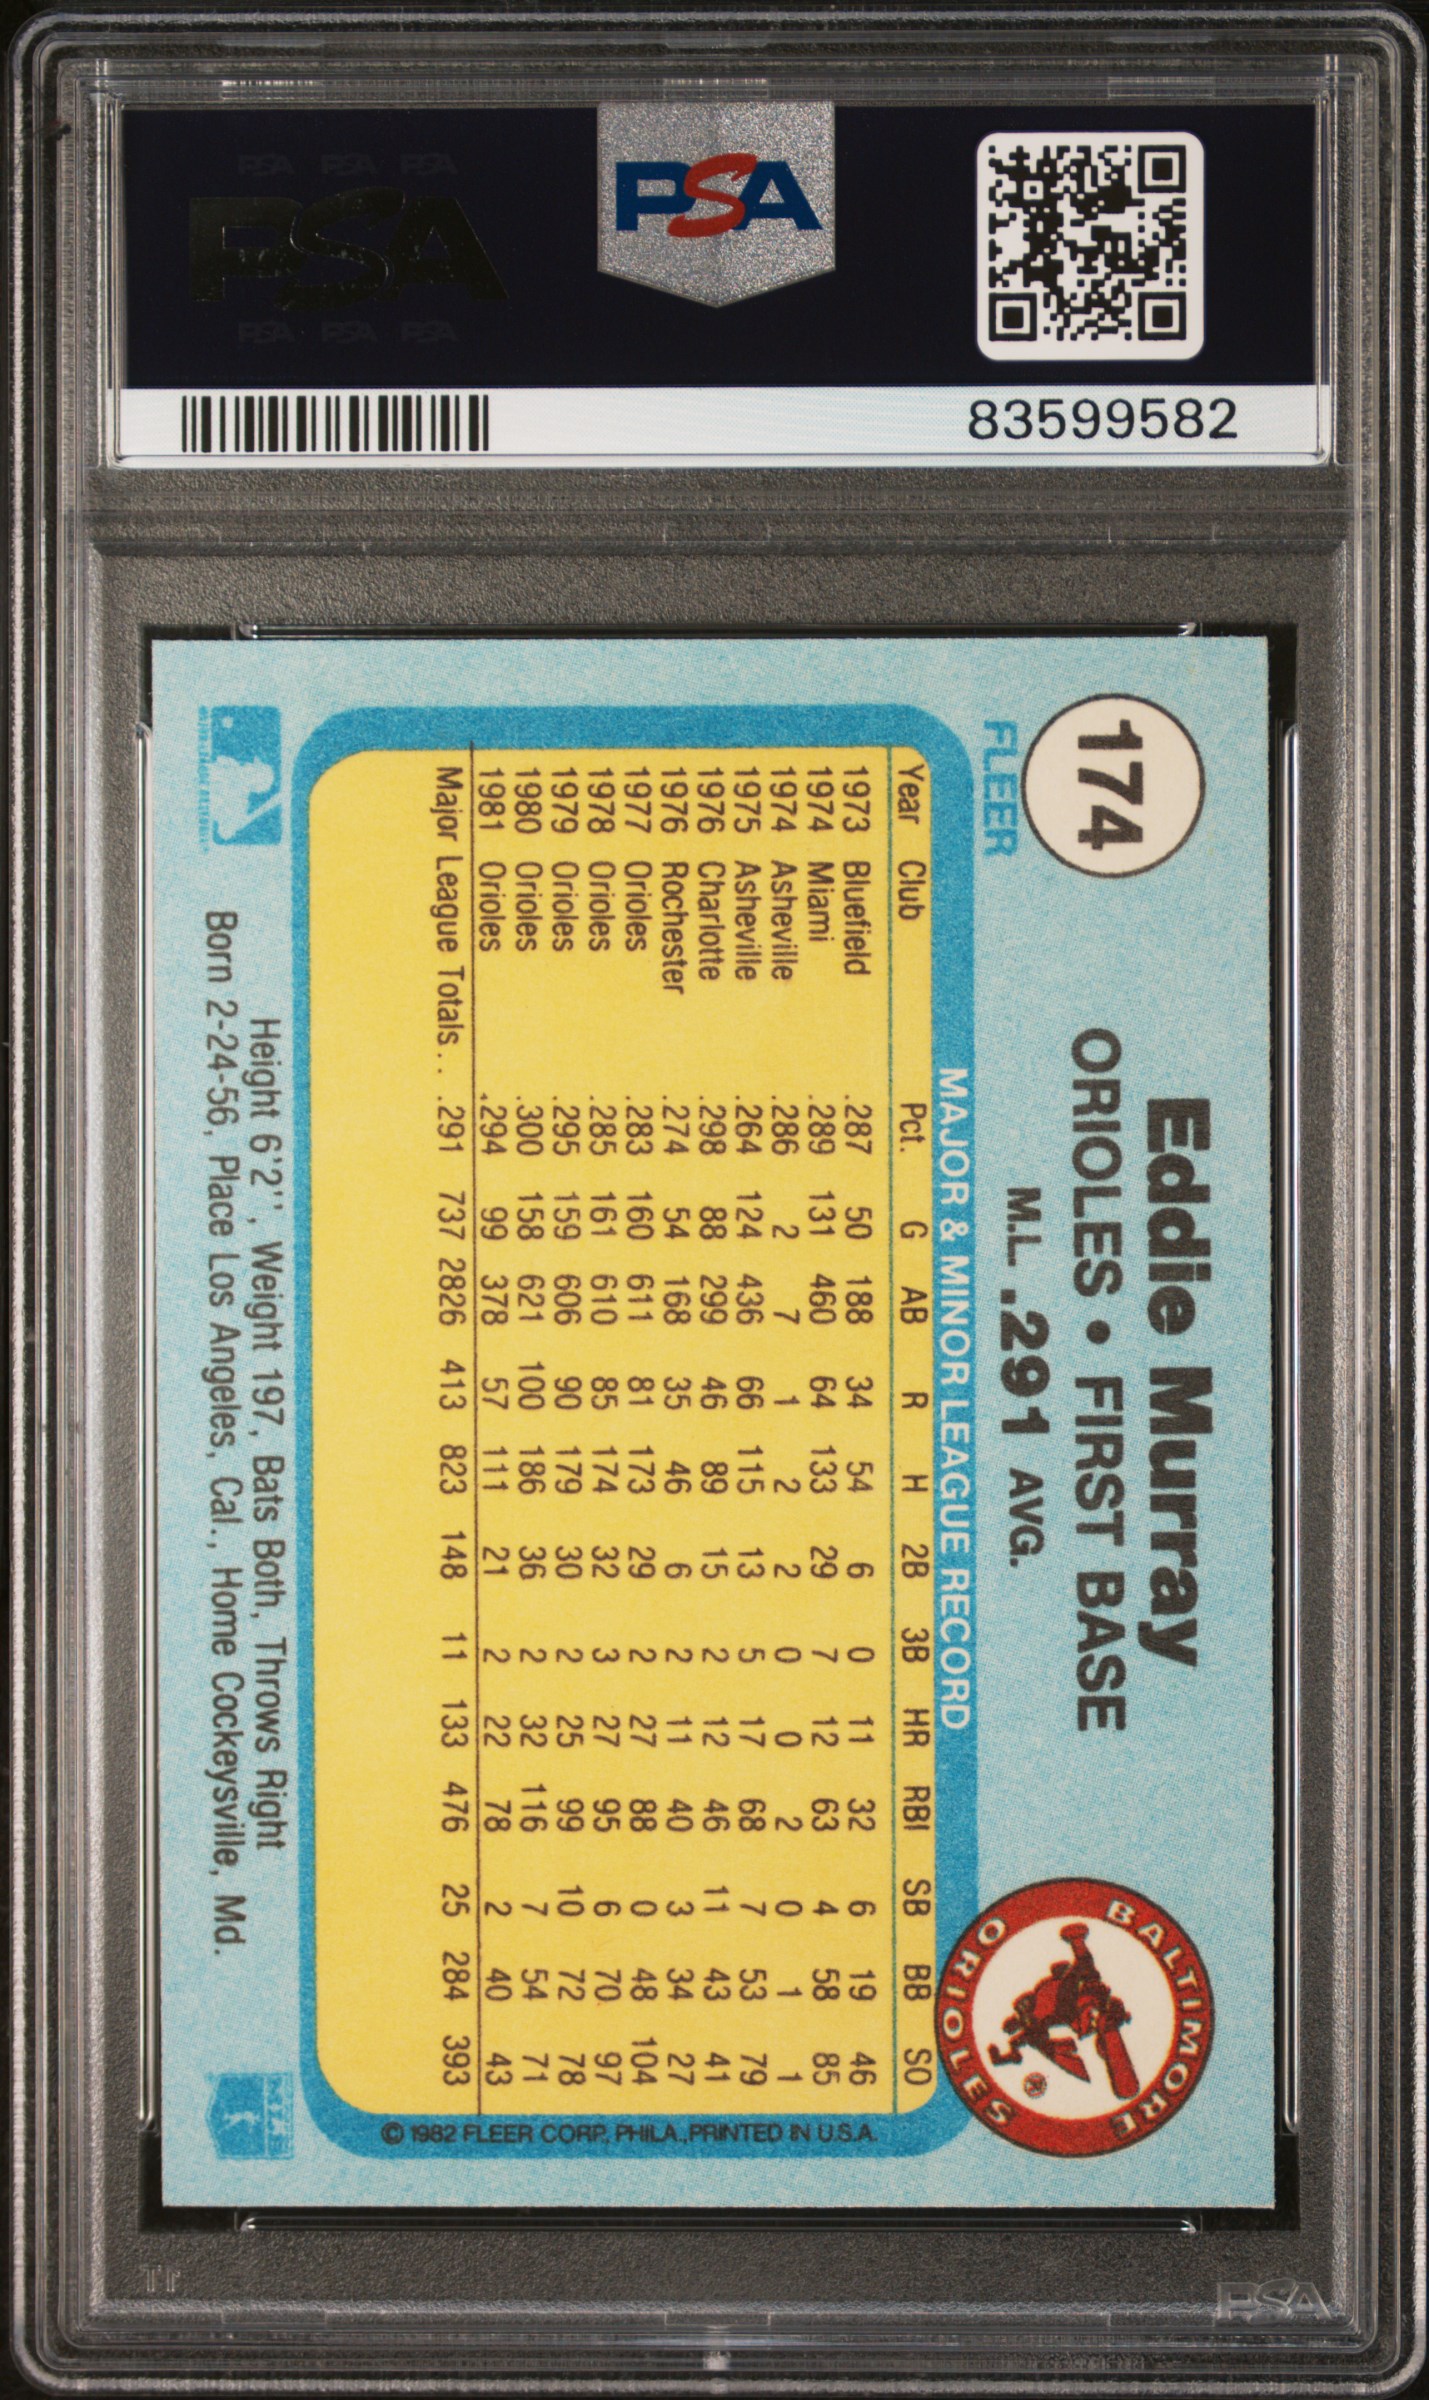 PSA PSA PSA
PSA
PSA PSA PSA
PSA
83599582
174
FLEER
Eddie Murray
ORIOLES • FIRST BASE
M.L. .291 AVG.
BALTIMORE ORIOLES
®
MAJOR & MINOR LEAGUE RECORD
Year Club Pct. G AB R H 2B 3B HR RBI SB BB SO
1973 Bluefield .287 50 188 34 54 6 0 11 32 6 19 46
1974 Miami .289 131 460 64 133 29 7 12 63 4 58 85
1974 Asheville .286 2 7 1 2 2 0 0 2 0 1 1
1975 Asheville .264 124 436 66 115 13 5 17 68 7 53 79
1976 Charlotte .298 88 299 46 89 15 2 12 46 11 43 41
1976 Rochester .274 54 168 35 46 6 2 11 40 3 34 27
1977 Orioles .283 160 611 81 173 29 2 27 88 0 48 104
1978 Orioles .285 161 610 85 174 32 3 27 95 6 70 97
1979 Orioles .295 159 606 90 179 30 2 25 99 10 72 78
1980 Orioles .300 158 621 100 186 36 2 32 116 7 54 71
1981 Orioles .294 99 378 57 111 21 2 22 78 2 40 43
Major League Totals. . .291 737 2826 413 823 148 11 133 476 25 284 393
© 1982 FLEER CORP. PHILA., PRINTED IN U.S.A.
Height 6'2'', Weight 197, Bats Both, Throws Right
Born 2-24-56, Place Los Angeles, Cal., Home Cockeysville, Md.
PSA